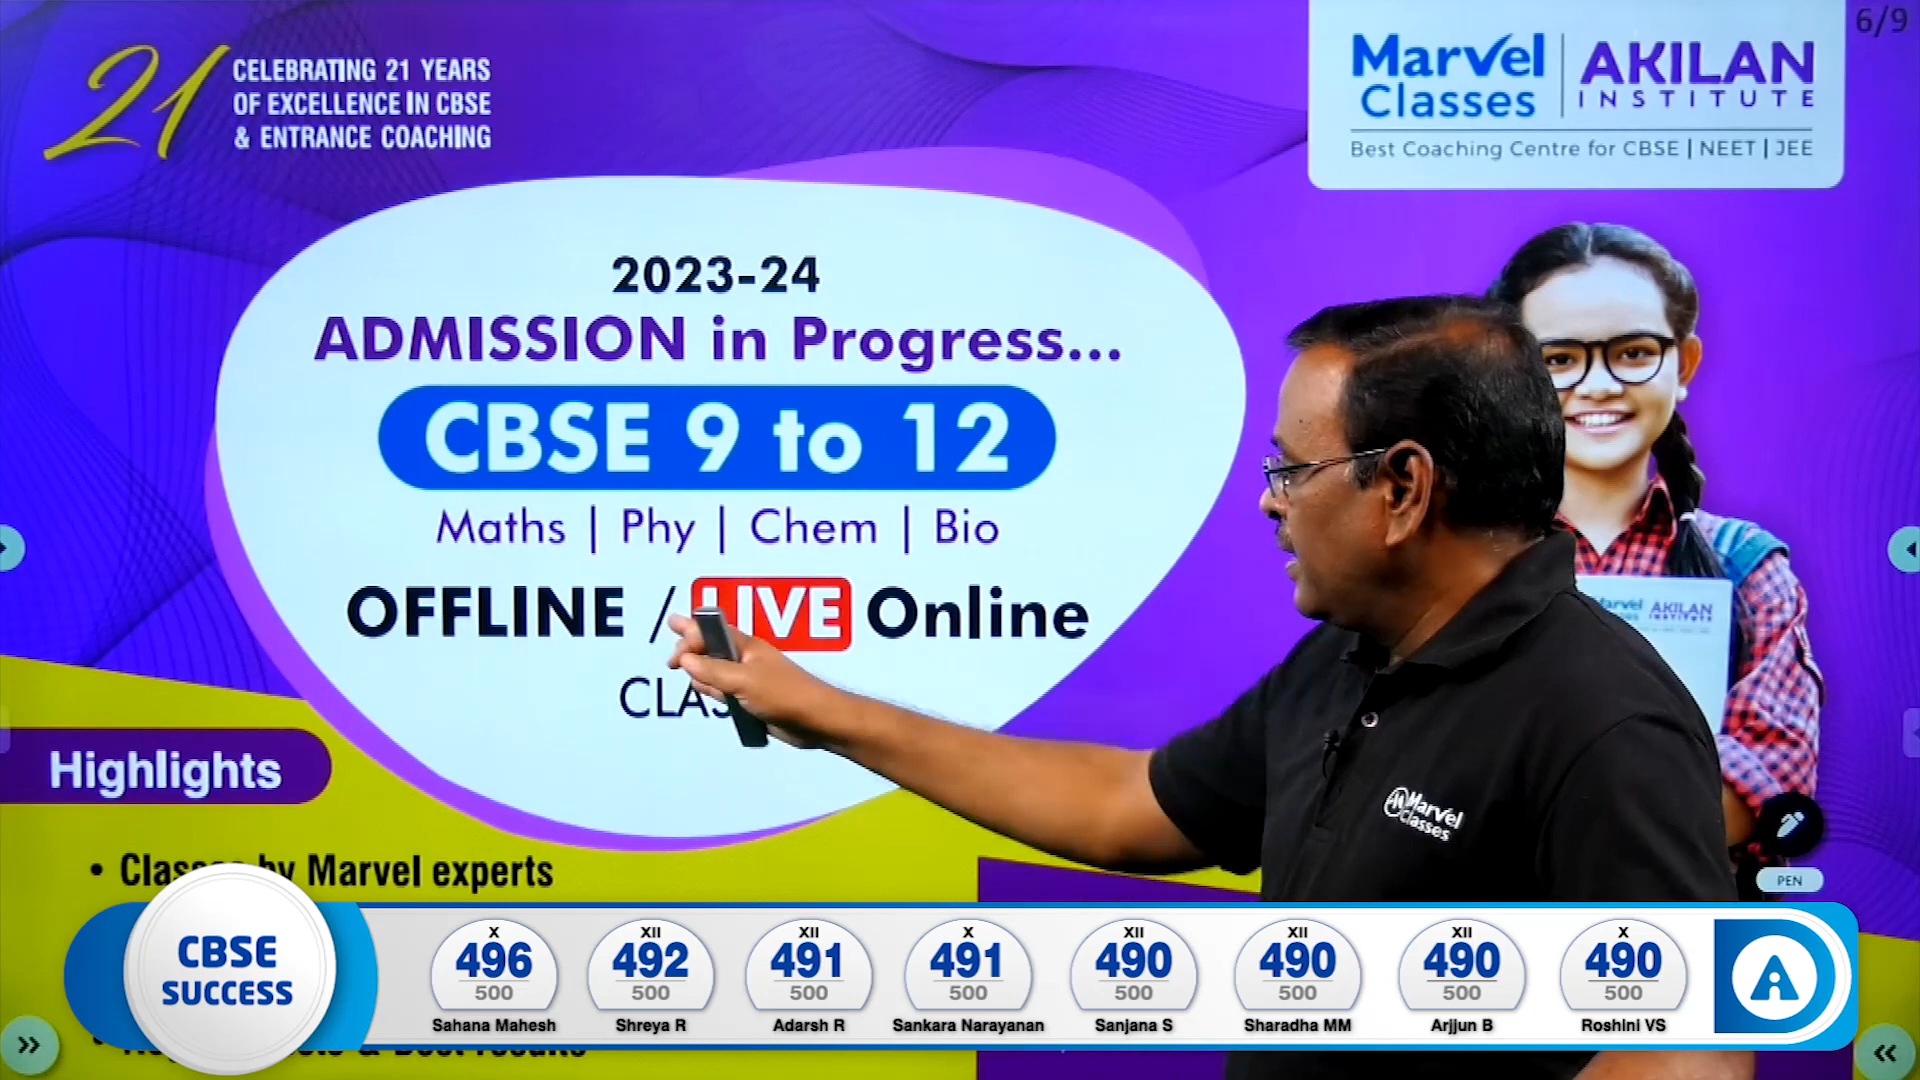 6/9
21
CELEBRATING 21 YEARS
OF EXCELLENCE IN CBSE
& ENTRANCE COACHING
Marvel
Classes
AKILAN
INSTITUTE
Best Coaching Centre for CBSE | NEET | JEE
2023-24
ADMISSION in Progress...
CBSE 9 to 12
Maths | Phy | Chem | Bio
OFFLINE / LIVE Online
Marvel AKILAN
INSTITUTE
Highlights
Marvel
Classes
• Classes by Marvel experts
PEN
CBSE
SUCCESS
X
496
500
Sahana Mahesh
XII
492
500
Shreya R
XII
491
500
Adarsh R
X
491
500
Sankara Narayanan
XII
490
500
Sanjana S
XII
490
500
Sharadha MM
XII
490
500
Arjjun B
X
490
500
Roshini VS